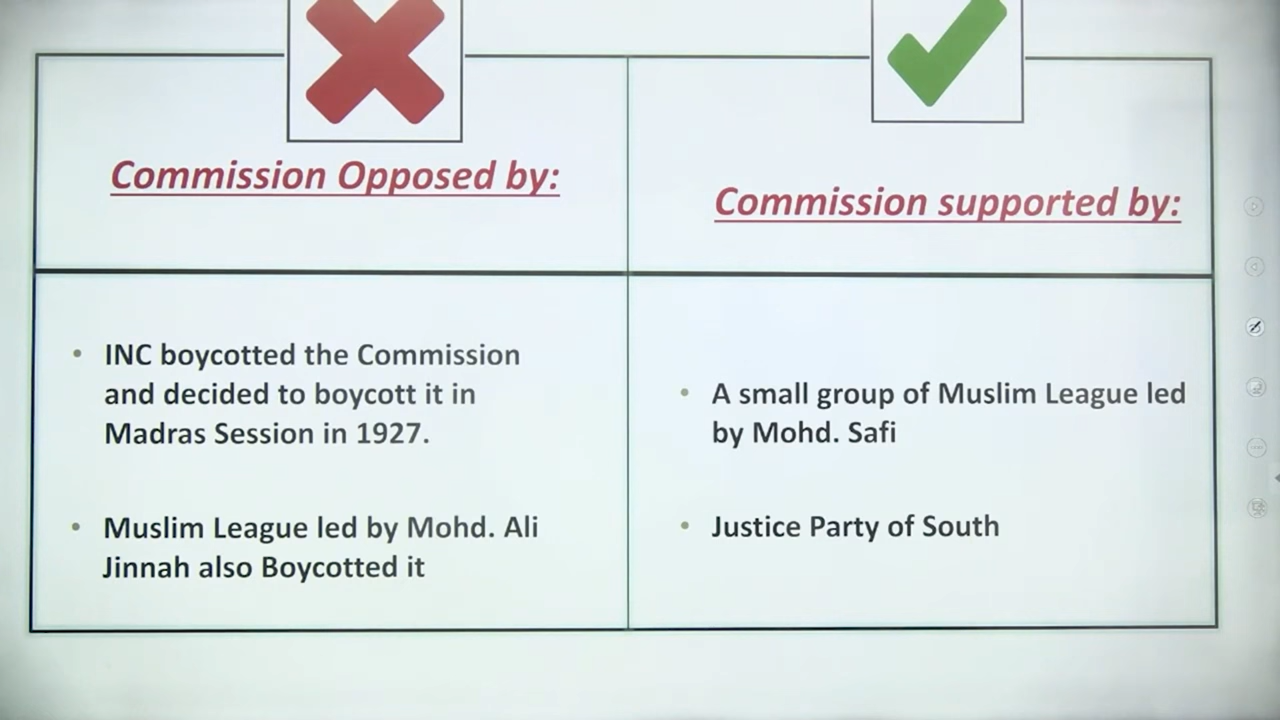 Commission Opposed by:
Commission supported by:
• INC boycotted the Commission
and decided to boycott it in
Madras Session in 1927.
• Muslim League led by Mohd. Ali
Jinnah also Boycotted it
• A small group of Muslim League led
by Mohd. Safi
• Justice Party of South